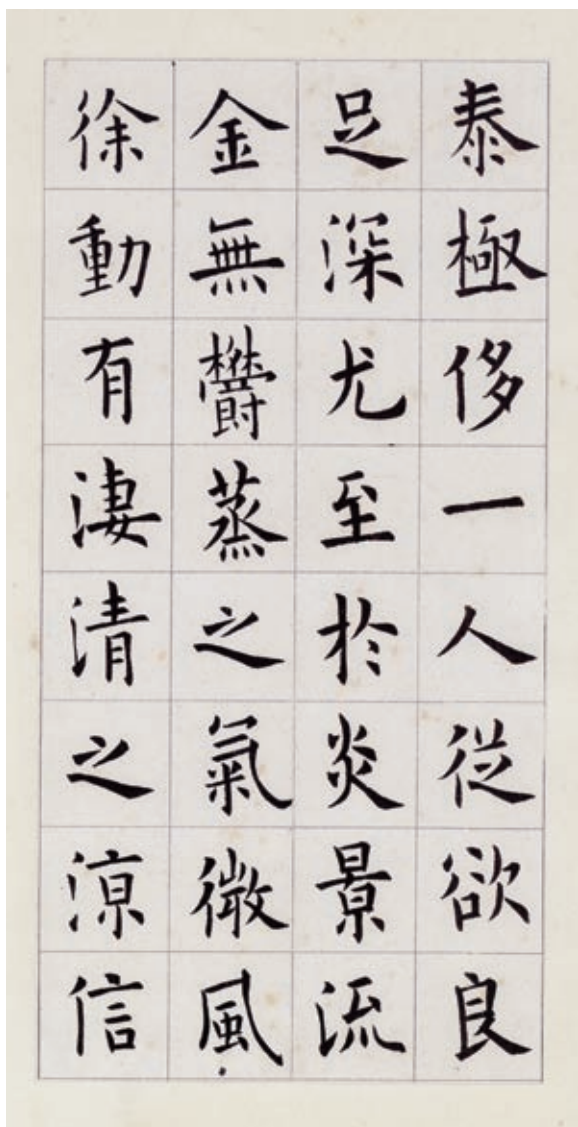 泰極侈一人從欲良
足深尤至於炎景流
金無鬱蒸之氣微風
徐動有淒清之涼信